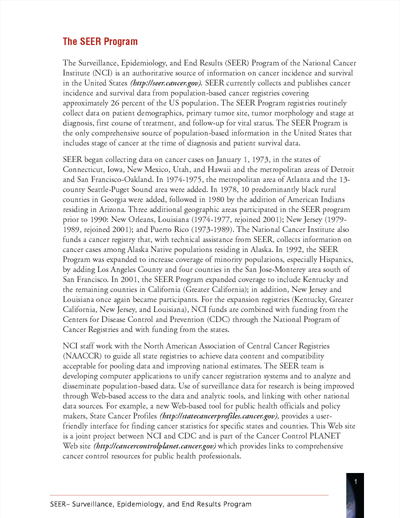 The SEER Program
The Surveillance, Epidemiology, and End Results (SEER) Program of the National Cancer
Institute (NCI) is an authoritative source of information on cancer incidence and survival
in the United States (http://seer.cancer.gov). SEER currently collects and publishes cancer
incidence and survival data from population-based cancer registries covering
approximately 26 percent of the US population. The SEER Program registries routinely
collect data on patient demographics, primary tumor site, tumor morphology and stage at
diagnosis, first course of treatment, and follow-up for vital status. The SEER Program is
the only comprehensive source of population-based information in the United States that
includes stage of cancer at the time of diagnosis and patient survival data.
SEER began collecting data on cancer cases on January 1, 1973, in the states of
Connecticut, Iowa, New Mexico, Utah, and Hawaii and the metropolitan areas of Detroit
and San Francisco-Oakland. In 1974-1975, the metropolitan area of Atlanta and the 13-
county Seattle-Puget Sound area were added. In 1978, 10 predominantly black rural
counties in Georgia were added, followed in 1980 by the addition of American Indians
residing in Arizona. Three additional geographic areas participated in the SEER program
prior to 1990: New Orleans, Louisiana (1974-1977, rejoined 2001); New Jersey (1979-
1989, rejoined 2001); and Puerto Rico (1973-1989). The National Cancer Institute also
funds a cancer registry that, with technical assistance from SEER, collects information on
cancer cases among Alaska Native populations residing in Alaska. In 1992, the SEER
Program was expanded to increase coverage of minority populations, especially Hispanics,
by adding Los Angeles County and four counties in the San Jose-Monterey area south of
San Francisco. In 2001, the SEER Program expanded coverage to include Kentucky and
the remaining counties in California (Greater California); in addition, New Jersey and
Louisiana once again became participants. For the expansion registries (Kentucky, Greater
California, New Jersey, and Louisiana), NCI funds are combined with funding from the
Centers for Disease Control and Prevention (CDC) through the National Program of
Cancer Registries and with funding from the states.
NCI staff work with the North American Association of Central Cancer Registries
(NAACCR) to guide all state registries to achieve data content and compatibility
acceptable for pooling data and improving national estimates. The SEER team is
developing computer applications to unify cancer registration systems and to analyze and
disseminate population-based data. Use of surveillance data for research is being improved
through Web-based access to the data and analytic tools, and linking with other national
data sources. For example, a new Web-based tool for public health officials and policy
makers, State Cancer Profiles (http://statecancerprofiles.cancer.gov), provides a user-
friendly interface for finding cancer statistics for specific states and counties. This Web site
is a joint project between NCI and CDC and is part of the Cancer Control PLANET
Web site (http://cancercontrolplanet.cancer.gov) which provides links to comprehensive
cancer control resources for public health professionals.
1
SEER- Surveillance, Epidemiology, and End Results Program